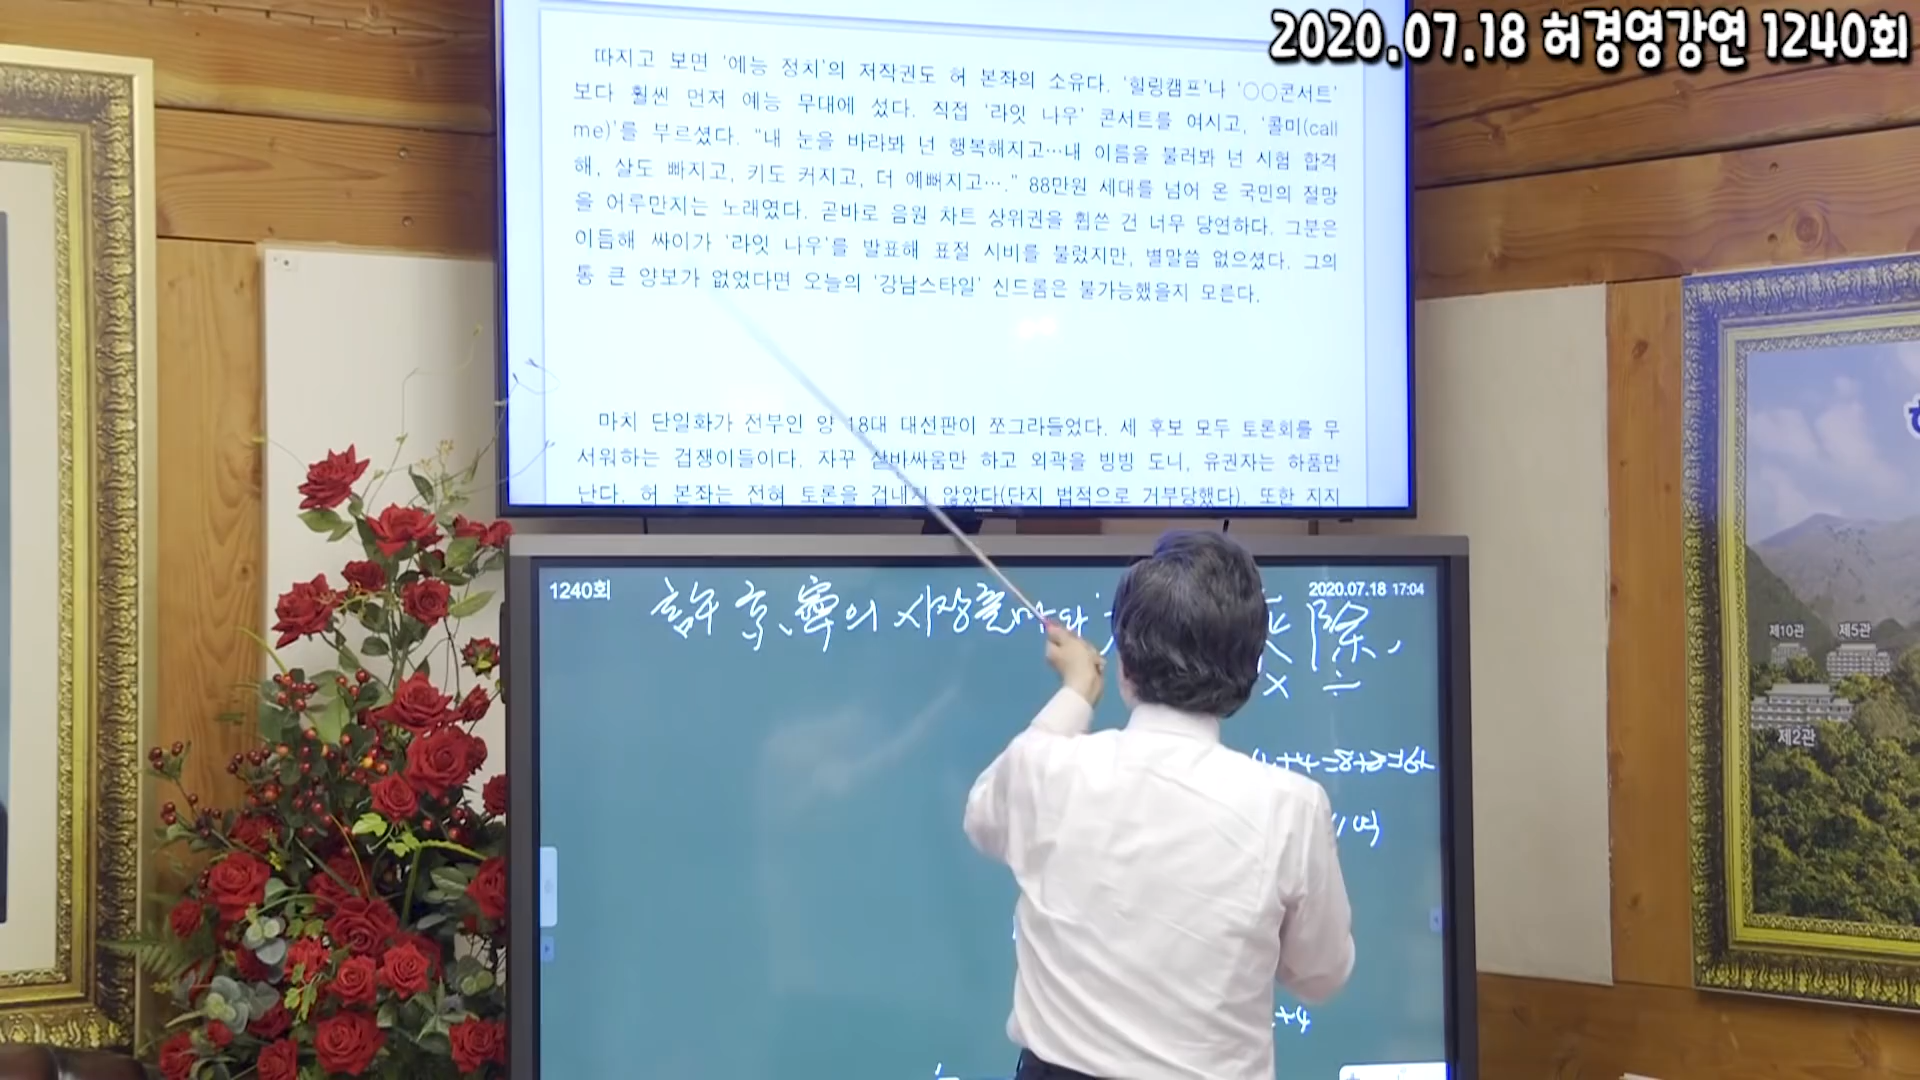 2020.07.18 허경영강연 1240회
따지고 보면 '예능 정치'의 저작권도 허 본좌의 소유다. '힐링캠프'나 '○○콘서트'
보다 훨씬 먼저 예능 무대에 섰다. 직접 '라잇 나우' 콘서트를 여시고, '콜미(call
me)'를 부르셨다. "내 눈을 바라봐 넌 행복해지고…내 이름을 불러봐 넌 시험 합격
해, 살도 빠지고, 키도 커지고, 더 예뻐지고…." 88만원 세대를 넘어 온 국민의 절망
을 어루만지는 노래였다. 곧바로 음원 차트 상위권을 휩쓴 건 너무 당연하다. 그분은
이듬해 싸이가 '라잇 나우'를 발표해 표절 시비를 불렀지만, 별말씀 없으셨다. 그의
통 큰 양보가 없었다면 오늘의 '강남스타일' 신드롬은 불가능했을지 모른다.
마치 단일화가 전부인 양 18대 대선판이 쪼그라들었다. 세 후보 모두 토론회를 무
서워하는 겁쟁이들이다. 자꾸 샅바싸움만 하고 외곽을 빙빙 도니, 유권자는 하품만
난다. 허 본좌는 전혀 토론을 겁내지 않았다(단지 법적으로 거부당했다). 또한 지지
1240회
2020.07.18 17:04
許京寧의
除
× ÷
+4=8+8=16
+4
제10관 제5관
제2관